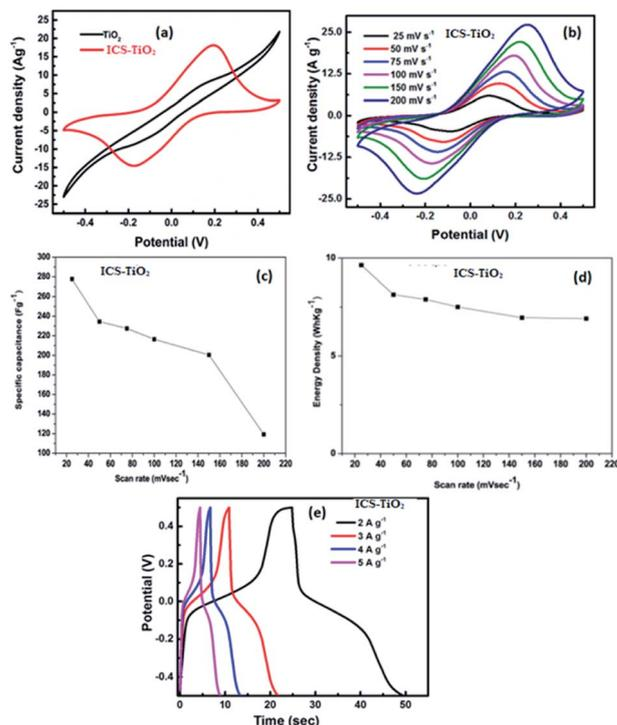 (a)
TiO₂
ICS-TiO₂
Current density (Ag⁻¹)
25
20
15
10
5
0
-5
-10
-15
-20
-25
-0.4 -0.2 0.0 0.2 0.4
Potential (V)
ICS-TiO₂
(b)
25 mV s⁻¹
50 mV s⁻¹
75 mV s⁻¹
100 mV s⁻¹
150 mV s⁻¹
200 mV s⁻¹
Current density (A g⁻¹)
25.0
12.5
0.0
-12.5
-25.0
-0.4 -0.2 0.0 0.2 0.4
Potential (V)
ICS-TiO₂
(c)
Specific capacitance (Fg⁻¹)
300
280
260
240
220
200
180
160
140
120
100
20 40 60 80 100 120 140 160 180 200 220
Scan rate (mVsec⁻¹)
ICS-TiO₂
(d)
Energy Density (WhKg⁻¹)
10
5
0
20 40 60 80 100 120 140 160 180 200 220
Scan rate (mVsec⁻¹)
(e)
ICS-TiO₂
2 A g⁻¹
3 A g⁻¹
4 A g⁻¹
5 A g⁻¹
Potential (V)
0.4
0.2
0.0
-0.2
-0.4
0 10 20 30 40 50
Time (sec)